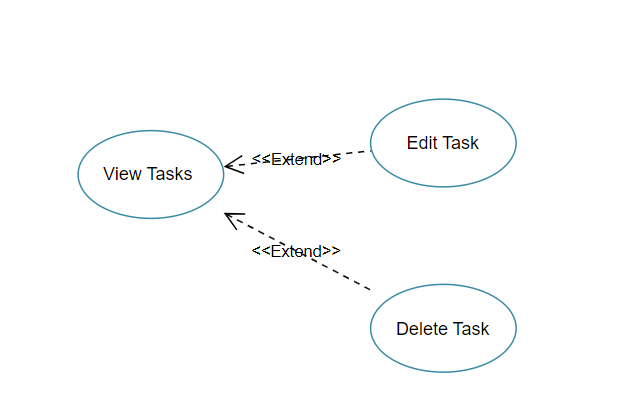 Edit Task
<<Extend>>
View Tasks
<<Extend>>
Delete Task